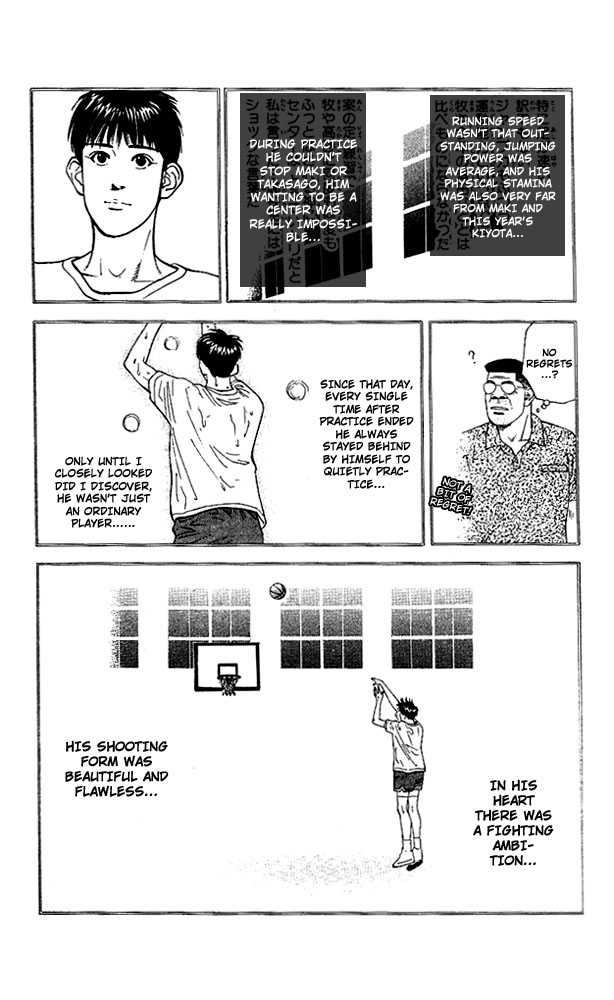 RUNNING SPEED
WASN'T THAT OUT-
STANDING, JUMPING
POWER WAS
AVERAGE, AND HIS
PHYSICAL STAMINA
WAS ALSO VERY FAR
FROM MAKI AND
THIS YEAR'S
KIYOTA...
DURING PRACTICE
HE COULDN'T
STOP MAKI OR
TAKASAGO, HIM
WANTING TO BE A
CENTER WAS
REALLY IMPOSSI-
BLE...
NO
REGRETS
...?
?
NOT A
BIT OF
REGRET!
SINCE THAT DAY,
EVERY SINGLE
TIME AFTER
PRACTICE ENDED
HE ALWAYS
STAYED BEHIND
BY HIMSELF TO
QUIETLY PRAC-
TICE...
ONLY UNTIL I
CLOSELY LOOKED
DID I DISCOVER,
HE WASN'T JUST
AN ORDINARY
PLAYER......
IN HIS
HEART
THERE WAS
A FIGHTING
AMBI-
TION...
HIS SHOOTING
FORM WAS
BEAUTIFUL AND
FLAWLESS...